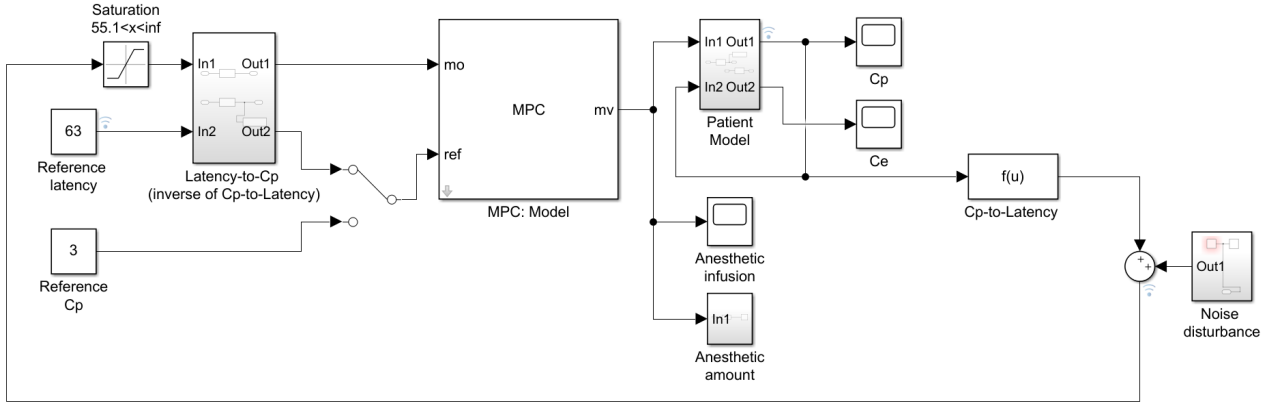 Saturation
55.1<x<inf
In1
Out1
In2
Out2
Latency-to-Cp
(inverse of Cp-to-Latency)
63
Reference
latency
3
Reference
Cp
mo
MPC
mv
ref
MPC: Model
In1 Out1
In2 Out2
Patient
Model
Cp
Ce
f(u)
Cp-to-Latency
Anesthetic
infusion
In1
Anesthetic
amount
+
+
Out1
Noise
disturbance